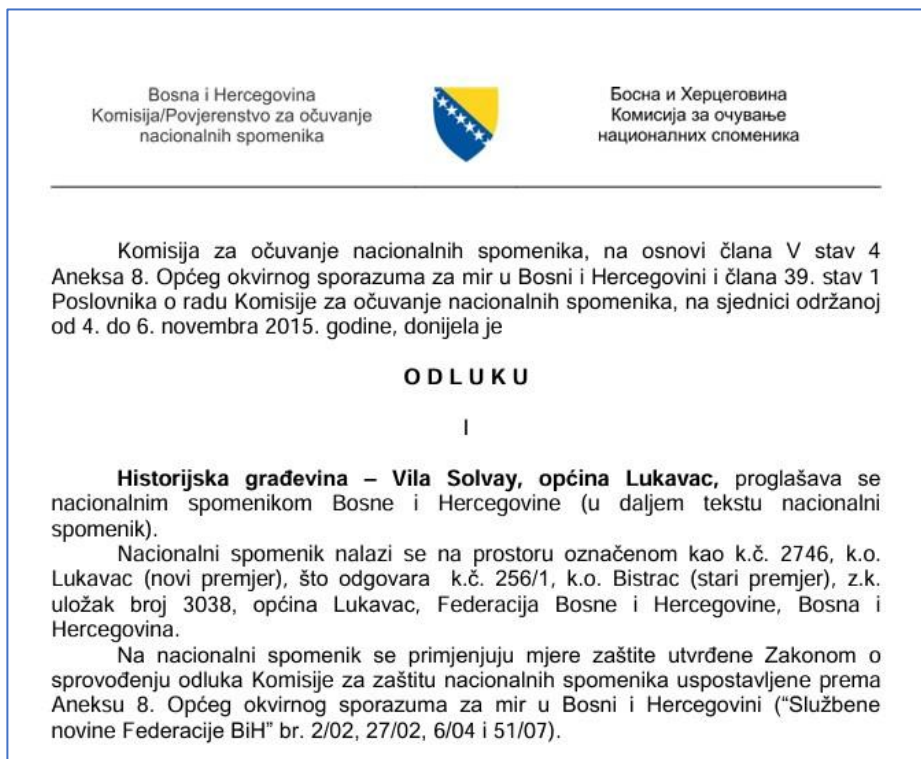 Bosna i Hercegovina
Komisija/Povjerenstvo za očuvanje
nacionalnih spomenika
Босна и Херцеговина
Комисија за очување
националних споменика
Komisija za očuvanje nacionalnih spomenika, na osnovi člana V stav 4
Aneksa 8. Općeg okvirnog sporazuma za mir u Bosni i Hercegovini i člana 39. stav 1
Poslovnika o radu Komisije za očuvanje nacionalnih spomenika, na sjednici održanoj
od 4. do 6. novembra 2015. godine, donijela je
O D L U K U
I
Historijska građevina – Vila Solvay, općina Lukavac, proglašava se
nacionalnim spomenikom Bosne i Hercegovine (u daljem tekstu nacionalni
spomenik).
Nacionalni spomenik nalazi se na prostoru označenom kao k.č. 2746, k.o.
Lukavac (novi premjer), što odgovara k.č. 256/1, k.o. Bistrac (stari premjer), z.k.
uložak broj 3038, općina Lukavac, Federacija Bosne i Hercegovine, Bosna i
Hercegovina.
Na nacionalni spomenik se primjenjuju mjere zaštite utvrđene Zakonom o
sprovođenju odluka Komisije za zaštitu nacionalnih spomenika uspostavljene prema
Aneksu 8. Općeg okvirnog sporazuma za mir u Bosni i Hercegovini (“Službene
novine Federacije BiH” br. 2/02, 27/02, 6/04 i 51/07).